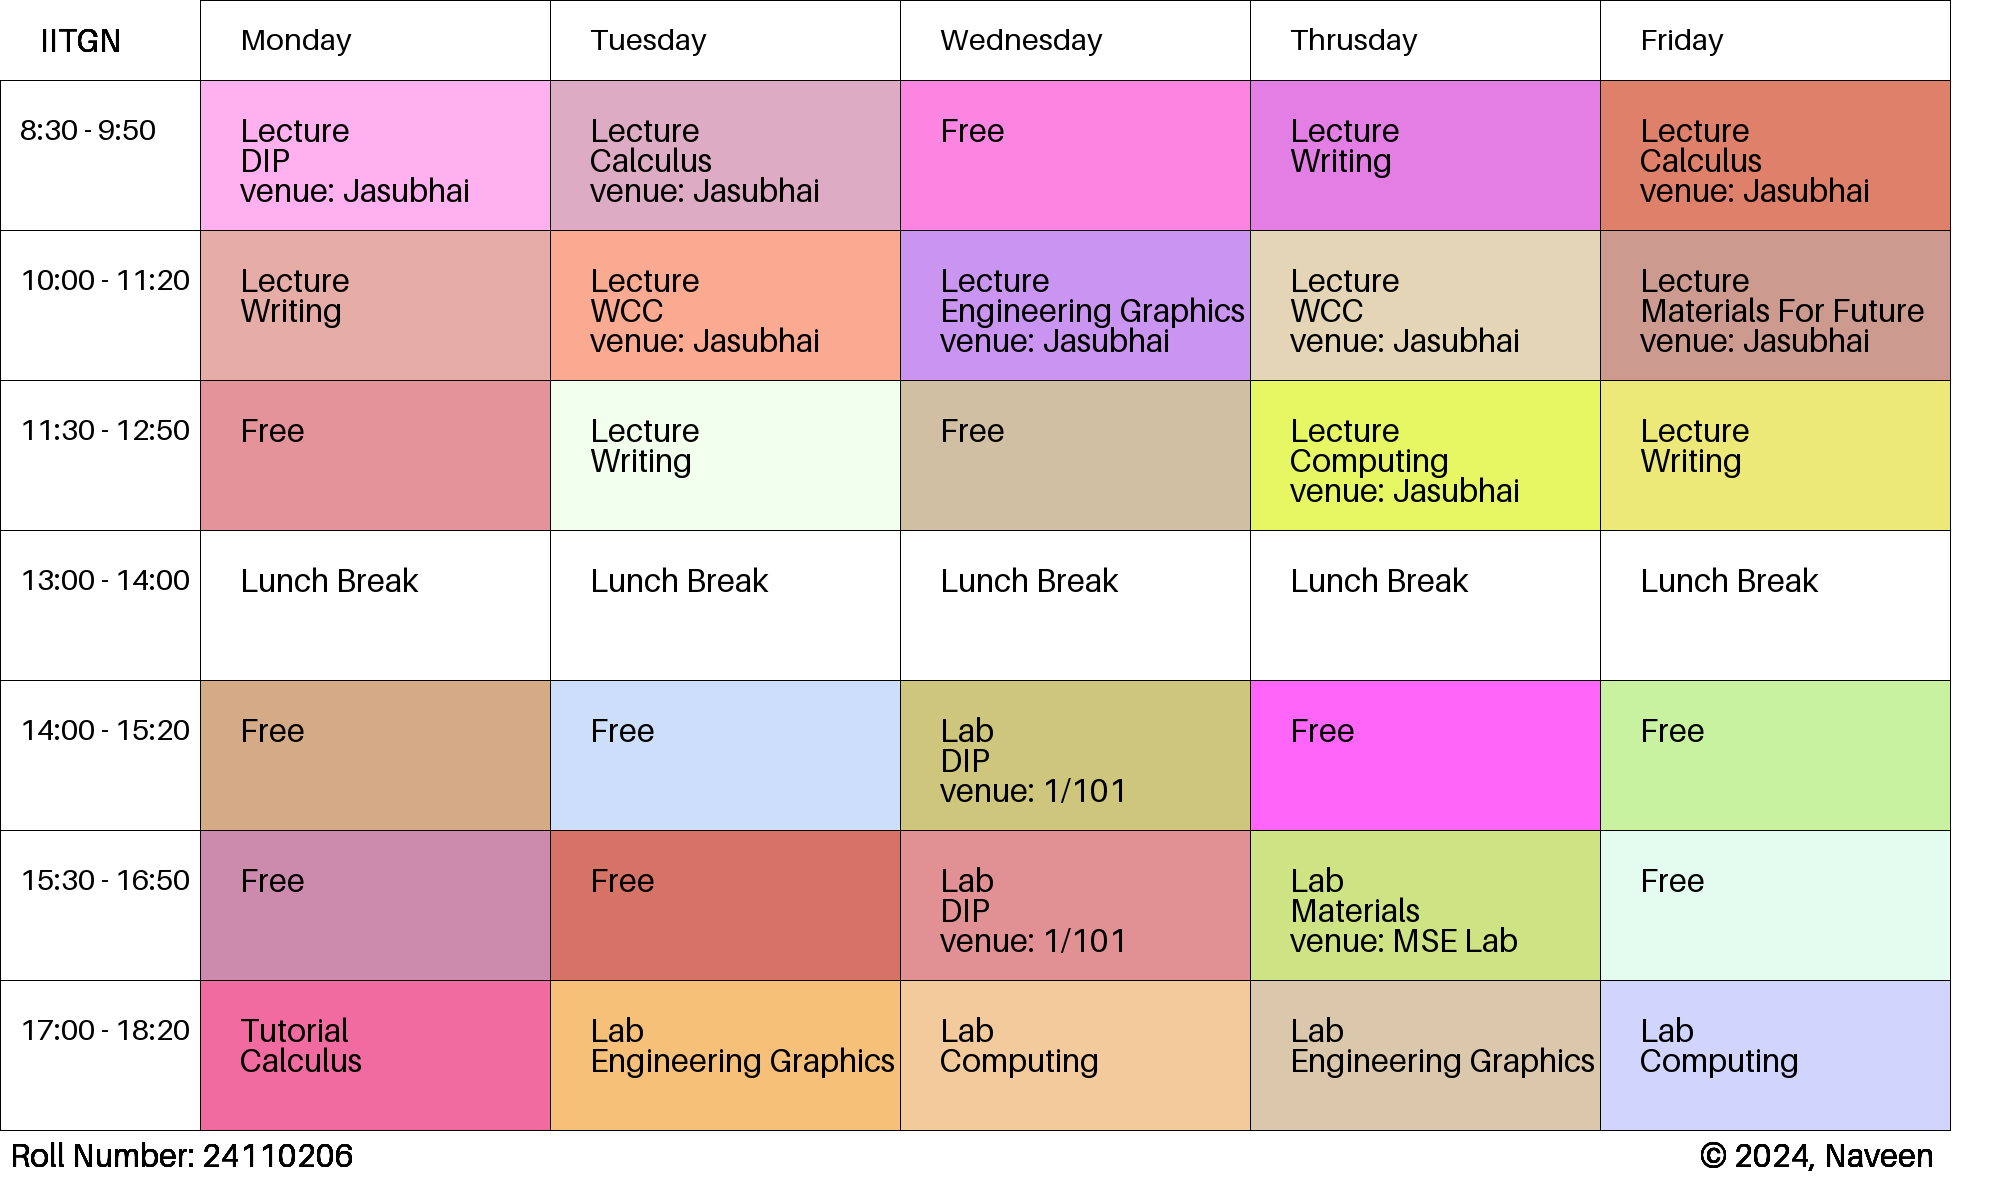 IITGN Monday Tuesday Wednesday Thrusday Friday
8:30 - 9:50
Lecture
DIP
venue: Jasubhai
Lecture
Calculus
venue: Jasubhai
Free
Lecture
Writing
Lecture
Calculus
venue: Jasubhai
10:00 - 11:20
Lecture
Writing
Lecture
WCC
venue: Jasubhai
Lecture
Engineering Graphics
venue: Jasubhai
Lecture
WCC
venue: Jasubhai
Lecture
Materials For Future
venue: Jasubhai
11:30 - 12:50
Free
Lecture
Writing
Free
Lecture
Computing
venue: Jasubhai
Lecture
Writing
13:00 - 14:00
Lunch Break
Lunch Break
Lunch Break
Lunch Break
Lunch Break
14:00 - 15:20
Free
Free
Lab
DIP
venue: 1/101
Free
Free
15:30 - 16:50
Free
Free
Lab
DIP
venue: 1/101
Lab
Materials
venue: MSE Lab
Free
17:00 - 18:20
Tutorial
Calculus
Lab
Engineering Graphics
Lab
Computing
Lab
Engineering Graphics
Lab
Computing
Roll Number: 24110206
© 2024, Naveen